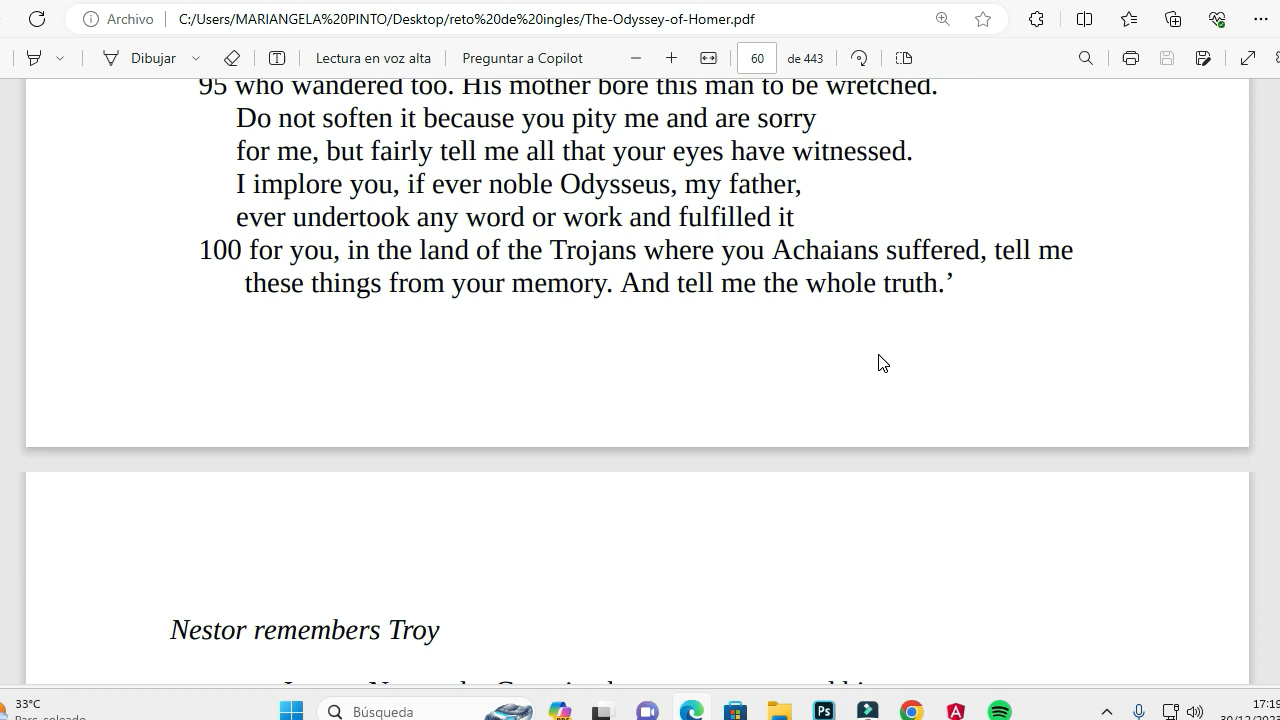 Archivo C:/Users/MARIANGELA%20PINTO/Desktop/reto%20de%20ingles/The-Odyssey-of-Homer.pdf
Dibujar Lectura en voz alta Preguntar a Copilot 60 de 443
95 who wandered too. His mother bore this man to be wretched.
Do not soften it because you pity me and are sorry
for me, but fairly tell me all that your eyes have witnessed.
I implore you, if ever noble Odysseus, my father,
ever undertook any word or work and fulfilled it
100 for you, in the land of the Trojans where you Achaians suffered, tell me
these things from your memory. And tell me the whole truth.’
Nestor remembers Troy
33°C
Búsqueda